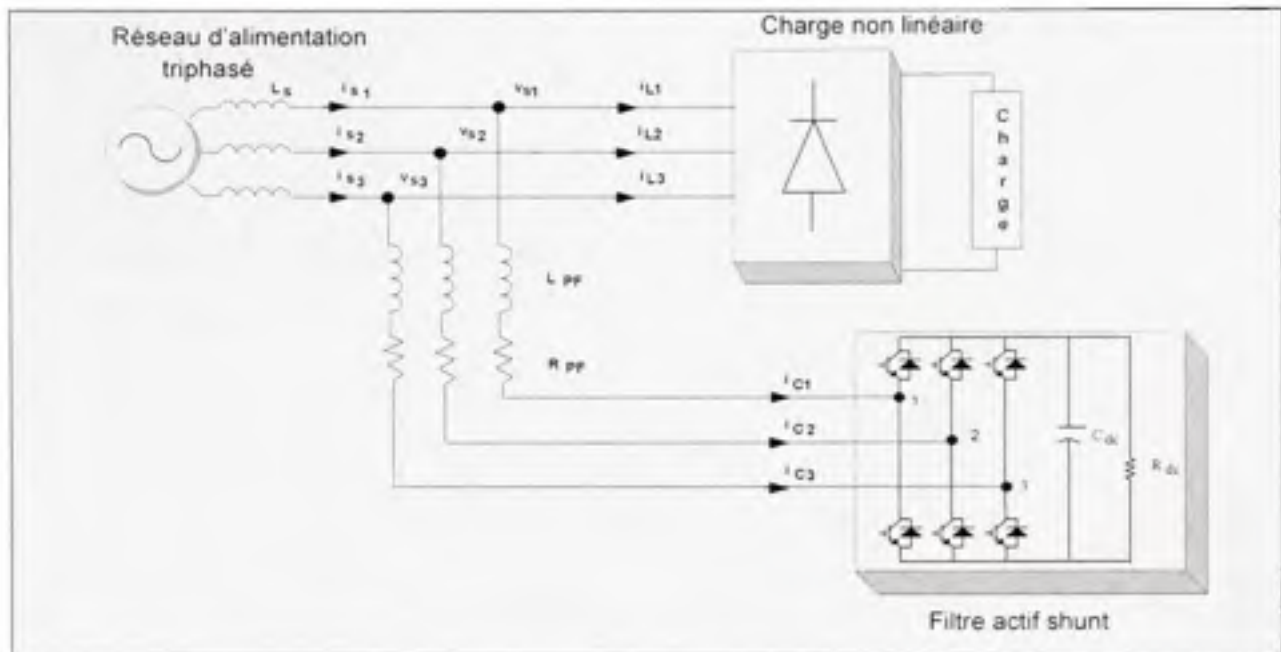 Réseau d'alimentation
triphasé
Charge non linéaire
Ls
is1
vs1
iL1
is2
vs2
iL2
is3
vs3
iL3
Charge
L PF
R PF
iC1
1
iC2
2
iC3
Cdc
Rdc
Filtre actif shunt